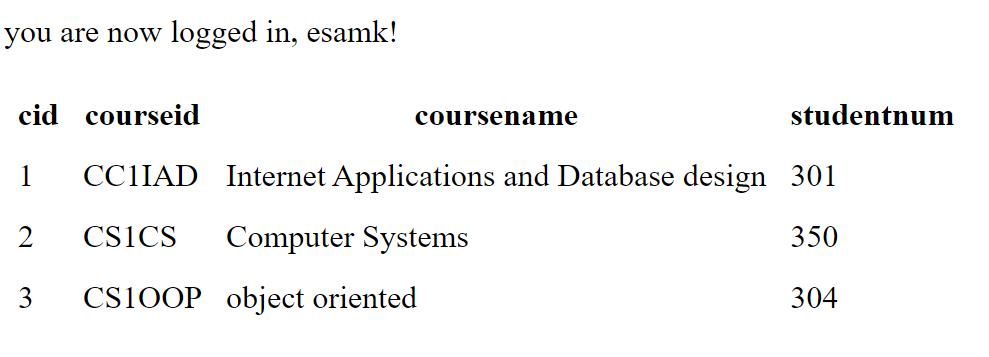 you are now logged in, esamk!
cid courseid coursename studentnum
1 CC1IAD Internet Applications and Database design 301
2 CS1CS Computer Systems 350
3 CS1OOP object oriented 304